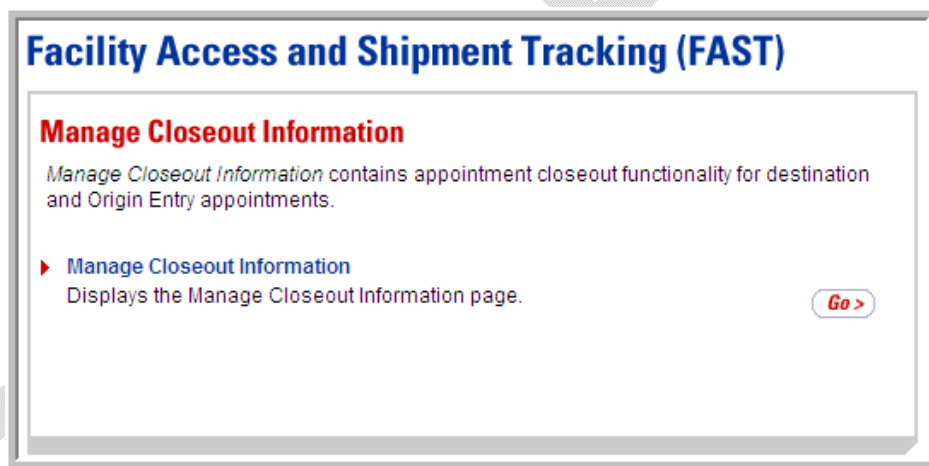 Facility Access and Shipment Tracking (FAST)
Manage Closeout Information
Manage Closeout Information contains appointment closeout functionality for destination
and Origin Entry appointments.
Manage Closeout Information
Displays the Manage Closeout Information page.
Go >